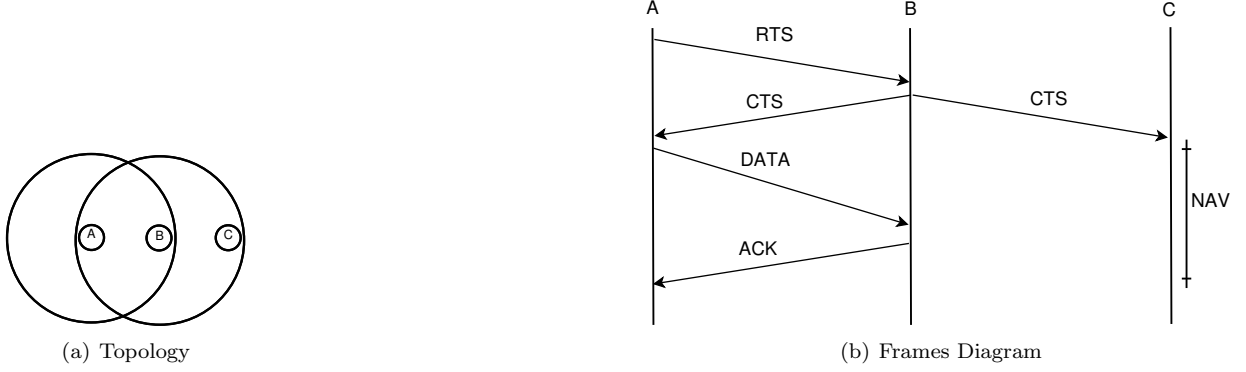 A
B
C
(a) Topology
A
B
C
RTS
CTS
CTS
DATA
NAV
ACK
(b) Frames Diagram